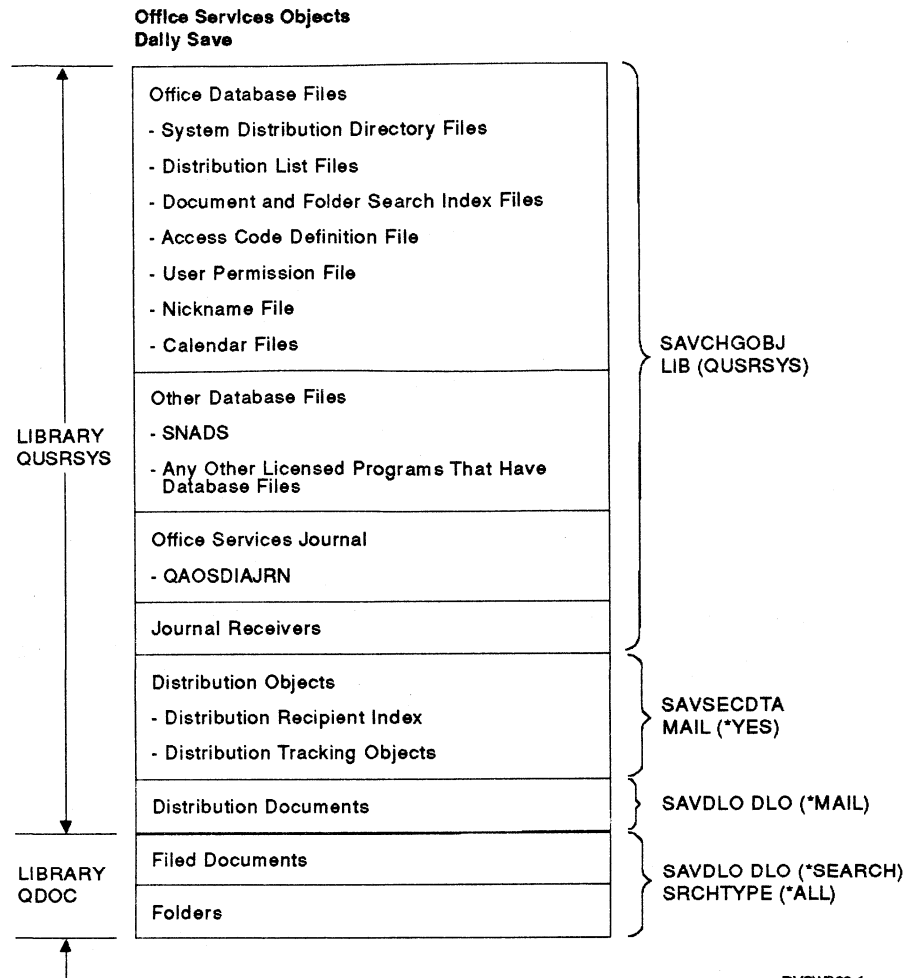 Office Services Objects
Daily Save
Office Database Files
- System Distribution Directory Files
- Distribution List Files
- Document and Folder Search Index Files
- Access Code Definition File
- User Permission File
- Nickname File
- Calendar Files
SAVCHGOBJ
LIB (QUSRSYS)
Other Database Files
- SNADS
- Any Other Licensed Programs That Have
Database Files
LIBRARY
QUSRSYS
Office Services Journal
- QAOSDIAJRN
Journal Receivers
Distribution Objects
- Distribution Recipient Index
- Distribution Tracking Objects
SAVSECDTA
MAIL (*YES)
Distribution Documents
SAVDLO DLO (*MAIL)
LIBRARY
QDOC
Filed Documents
Folders
SAVDLO DLO (*SEARCH)
SRCHTYPE (*ALL)